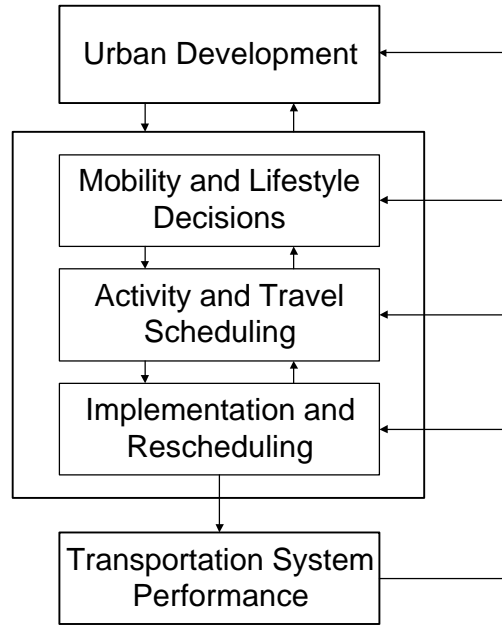 Urban Development
Mobility and Lifestyle
Decisions
Activity and Travel
Scheduling
Implementation and
Rescheduling
Transportation System
Performance